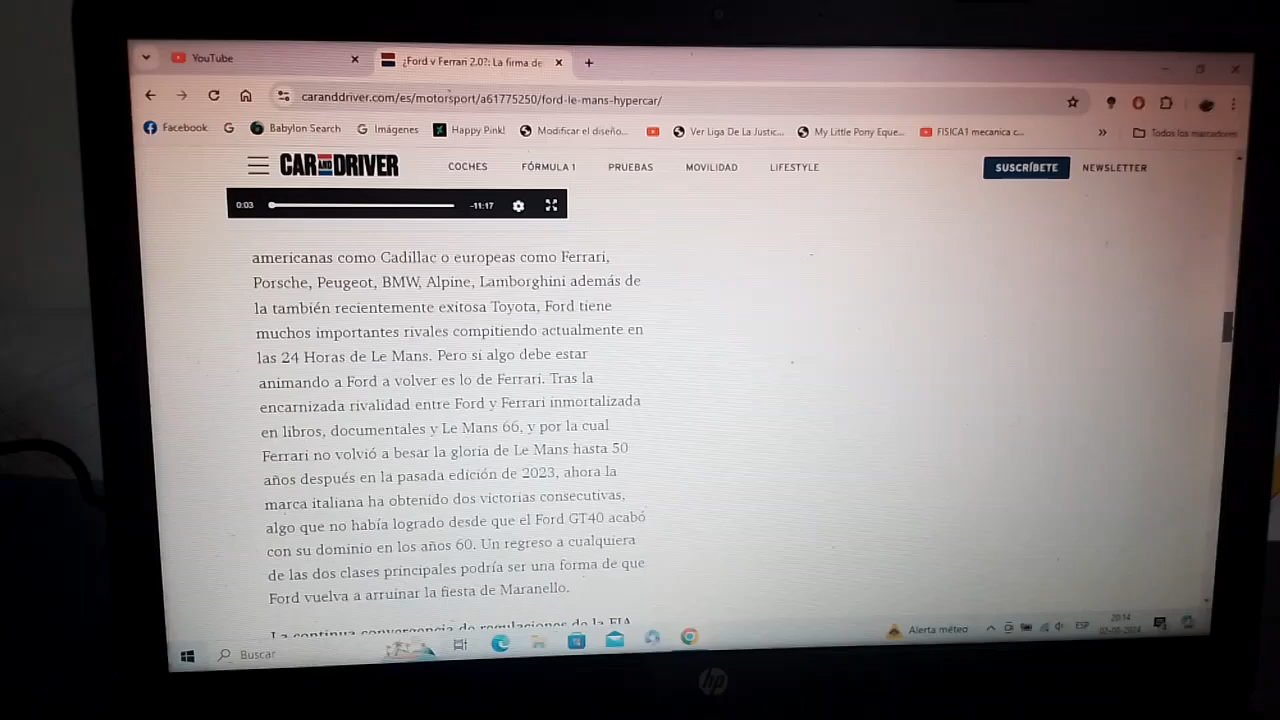 YouTube
¿Ford v Ferrari 2.0?: La firma de
caranddriver.com/es/motorsport/a61775250/ford-le-mans-hypercar/
Facebook
Babylon Search
Imágenes
Happy Pink!
Modificar el diseño...
Ver Liga De La Justic...
My Little Pony Eque...
FISICA1 mecanica c...
»
Todos los marcadores
CAR AND DRIVER
COCHES
FÓRMULA 1
PRUEBAS
MOVILIDAD
LIFESTYLE
SUSCRÍBETE
NEWSLETTER
0:03
-11:17
americanas como Cadillac o europeas como Ferrari,
Porsche, Peugeot, BMW, Alpine, Lamborghini además de
la también recientemente exitosa Toyota, Ford tiene
muchos importantes rivales compitiendo actualmente en
las 24 Horas de Le Mans. Pero si algo debe estar
animando a Ford a volver es lo de Ferrari. Tras la
encarnizada rivalidad entre Ford y Ferrari inmortalizada
en libros, documentales y Le Mans 66, y por la cual
Ferrari no volvió a besar la gloria de Le Mans hasta 50
años después en la pasada edición de 2023, ahora la
marca italiana ha obtenido dos victorias consecutivas,
algo que no había logrado desde que el Ford GT40 acabó
con su dominio en los años 60. Un regreso a cualquiera
de las dos clases principales podría ser una forma de que
Ford vuelva a arruinar la fiesta de Maranello.
La continua convergencia de regulaciones de la FIA
Buscar
Alerta météo
ESP
20:14
hp